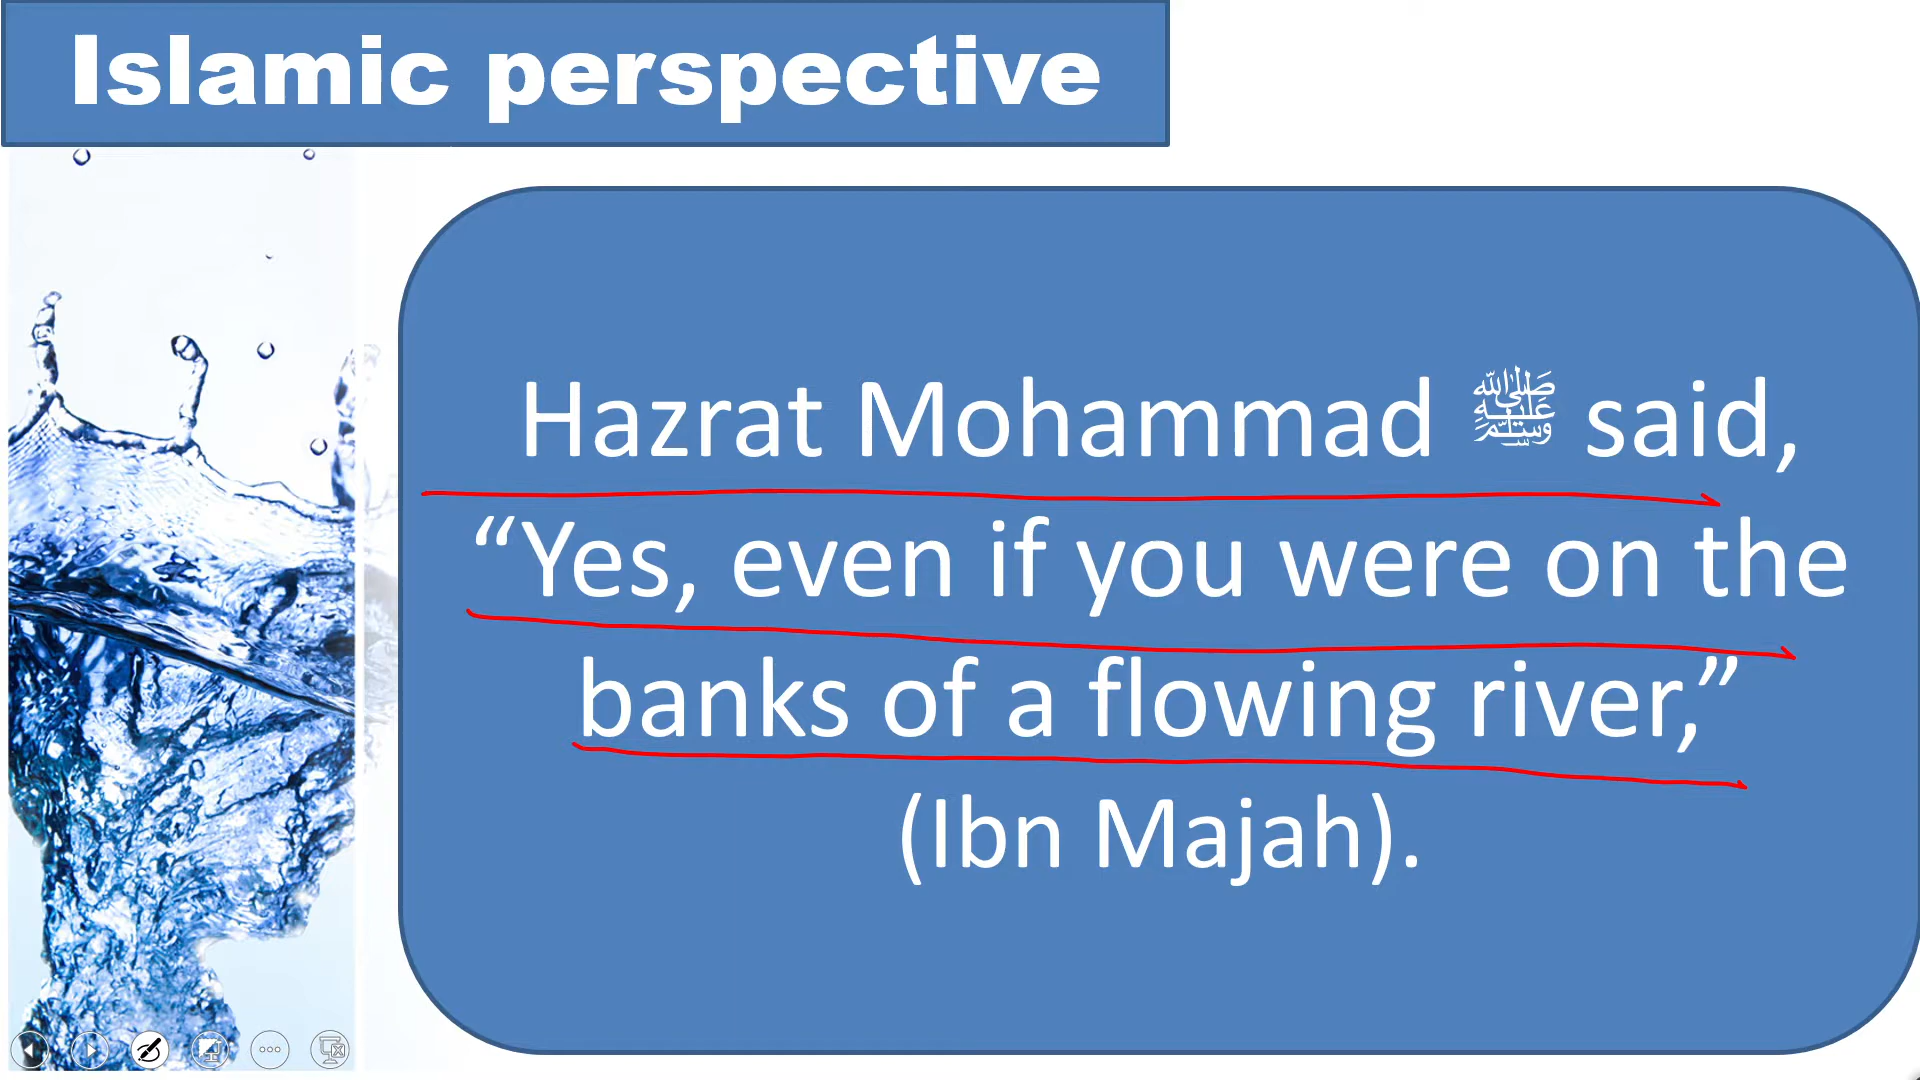 Islamic perspective
Hazrat Mohammad ﷺ said,
“Yes, even if you were on the
banks of a flowing river,”
(Ibn Majah).